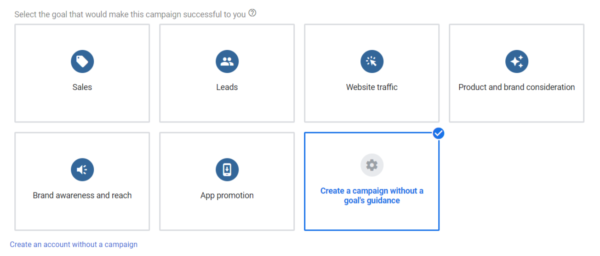 Select the goal that would make this campaign successful to you
Sales
Leads
Website traffic
Product and brand consideration
Brand awareness and reach
App promotion
Create a campaign without a
goal's guidance
Create an account without a campaign